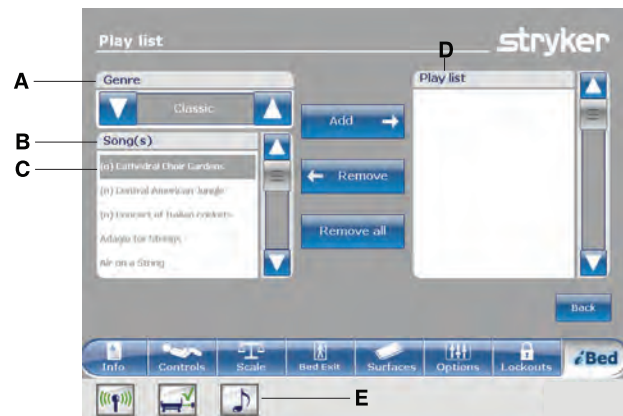 Play list
stryker
D
A
Genre
Play list
Classic
Add
B
Song(s)
C
(n) Cathedral Choir Gardens
Remove
(n) Central American Jungle
(n) Concert of Italian crickets
Remove all
Adagio for Strings
Air on a String
Back
Info
Controls
Scale
Bed Exit
Surfaces
Options
Lockouts
iBed
E